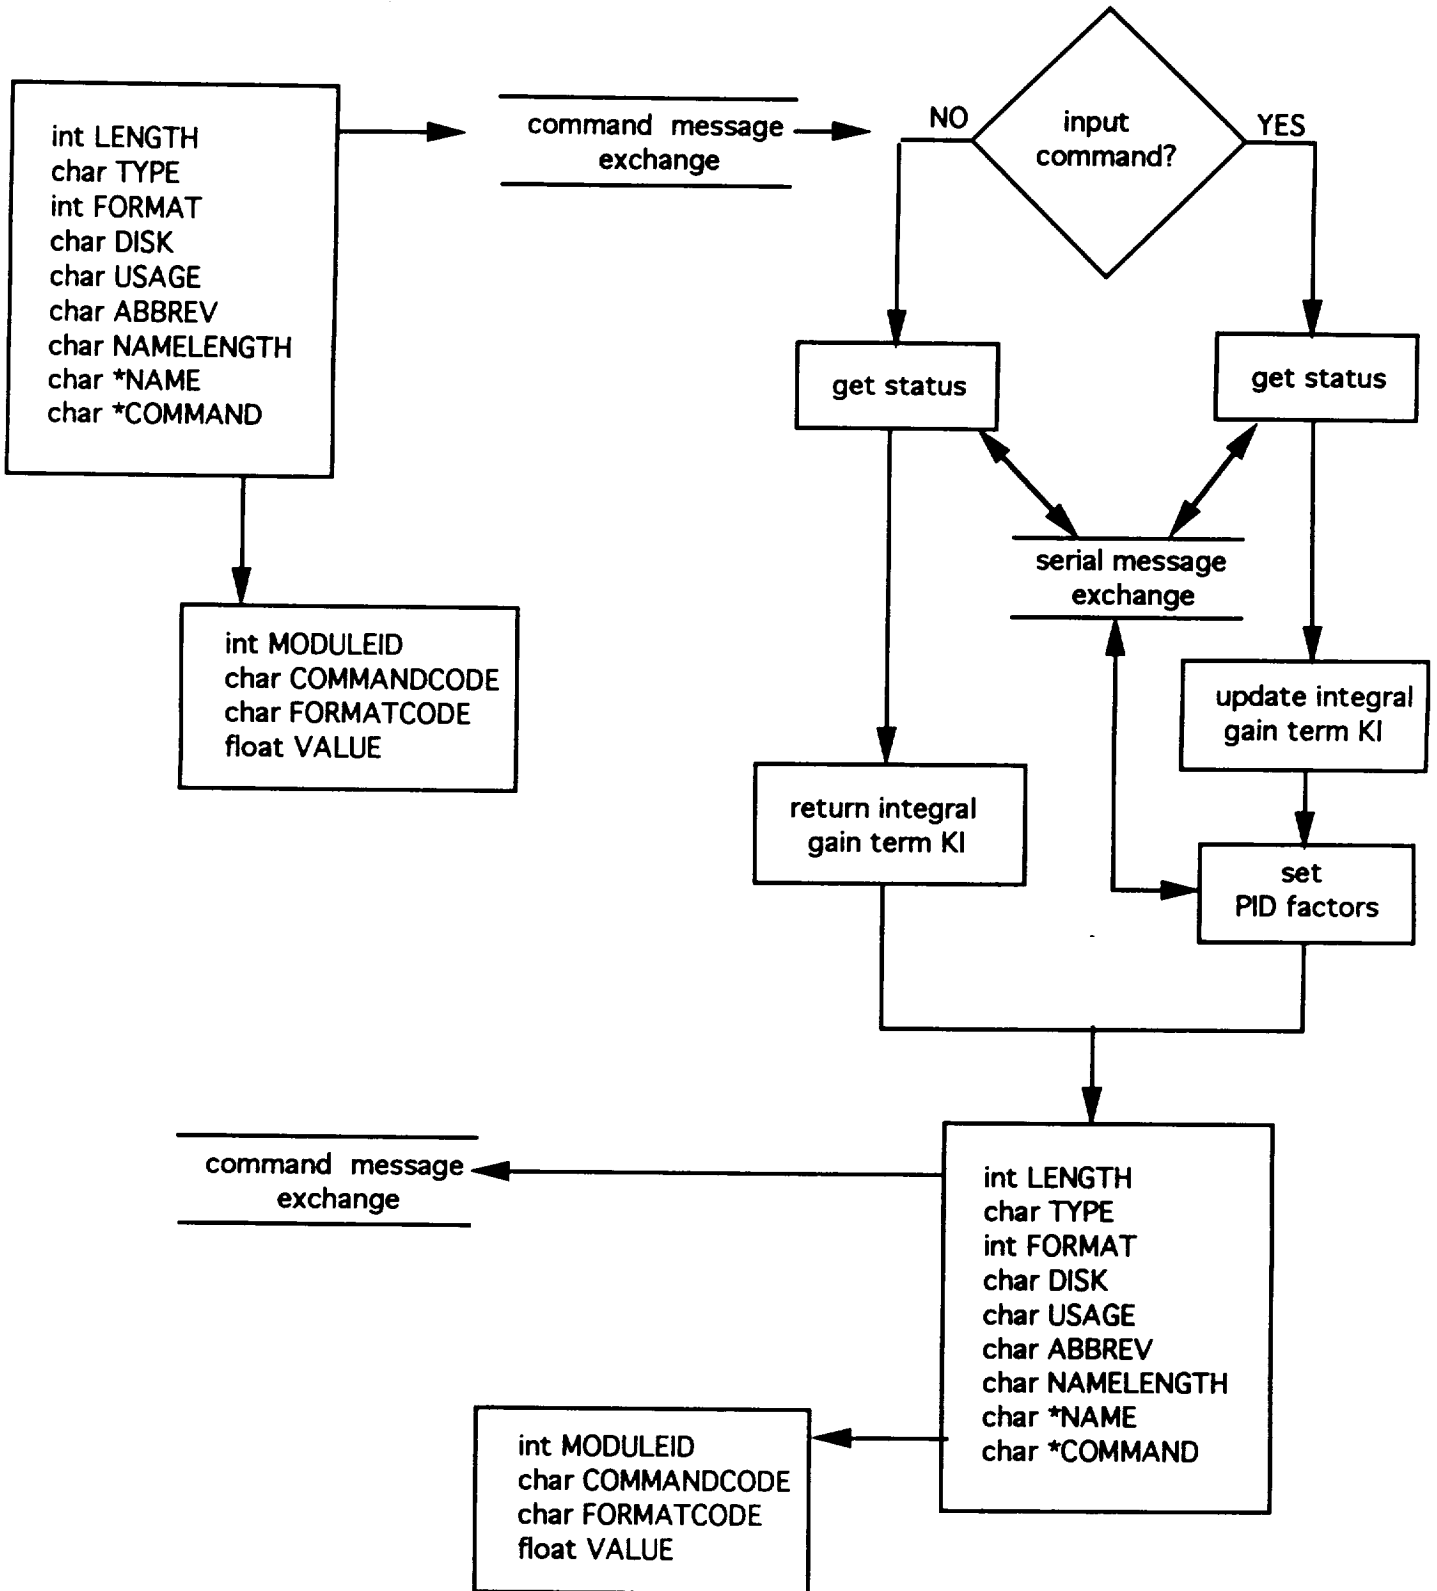 int LENGTH
char TYPE
int FORMAT
char DISK
char USAGE
char ABBREV
char NAMELENGTH
char *NAME
char *COMMAND
command message
exchange
NO
input
command?
YES
get status
get status
serial message
exchange
int MODULEID
char COMMANDCODE
char FORMATCODE
float VALUE
update integral
gain term KI
return integral
gain term KI
set
PID factors
command message
exchange
int LENGTH
char TYPE
int FORMAT
char DISK
char USAGE
char ABBREV
char NAMELENGTH
char *NAME
char *COMMAND
int MODULEID
char COMMANDCODE
char FORMATCODE
float VALUE